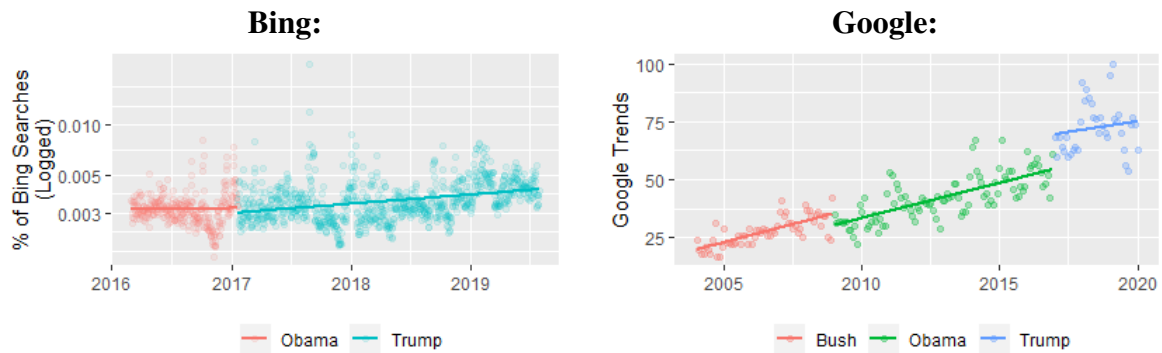 Bing:
% of Bing Searches
(Logged)
0.010
0.005
0.003
2016
2017
2018
2019
Obama
Trump
Google:
Google Trends
100
75
50
25
2005
2010
2015
2020
Bush
Obama
Trump